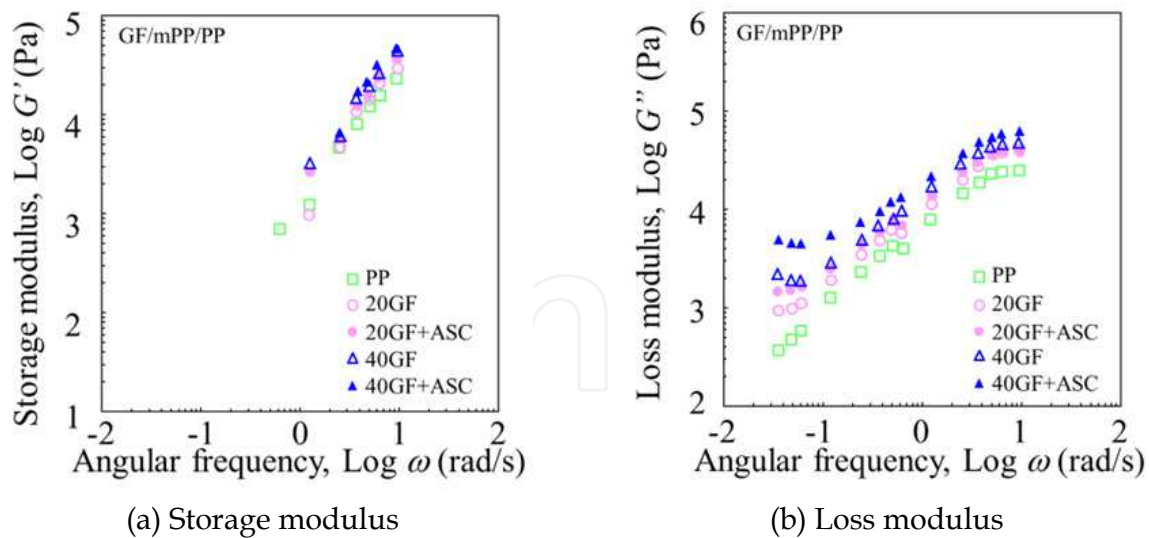 5
4
3
2
1
Storage modulus, Log G' (Pa)
GF/mPP/PP
PP
20GF
20GF+ASC
40GF
40GF+ASC
-2 -1 0 1 2
Angular frequency, Log ω (rad/s)
(a) Storage modulus
6
5
4
3
2
Loss modulus, Log G'' (Pa)
GF/mPP/PP
PP
20GF
20GF+ASC
40GF
40GF+ASC
-2 -1 0 1 2
Angular frequency, Log ω (rad/s)
(b) Loss modulus